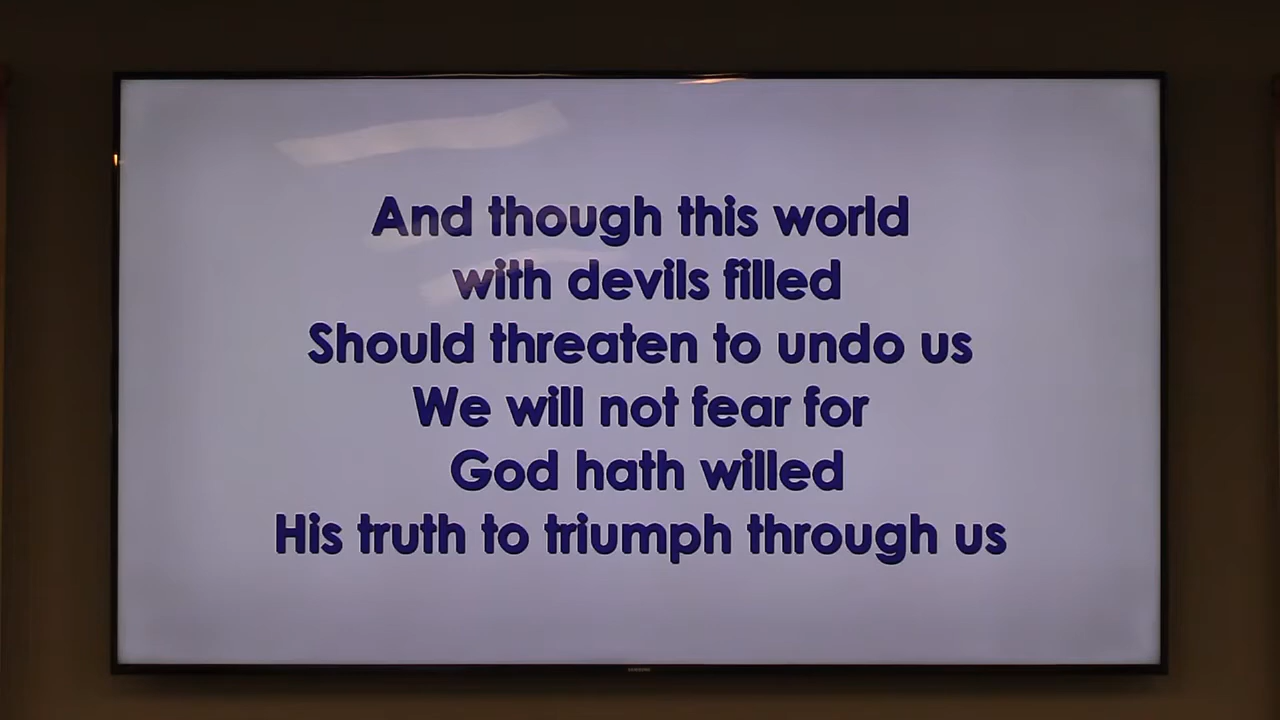 And though this world
with devils filled
Should threaten to undo us
We will not fear for
God hath willed
His truth to triumph through us